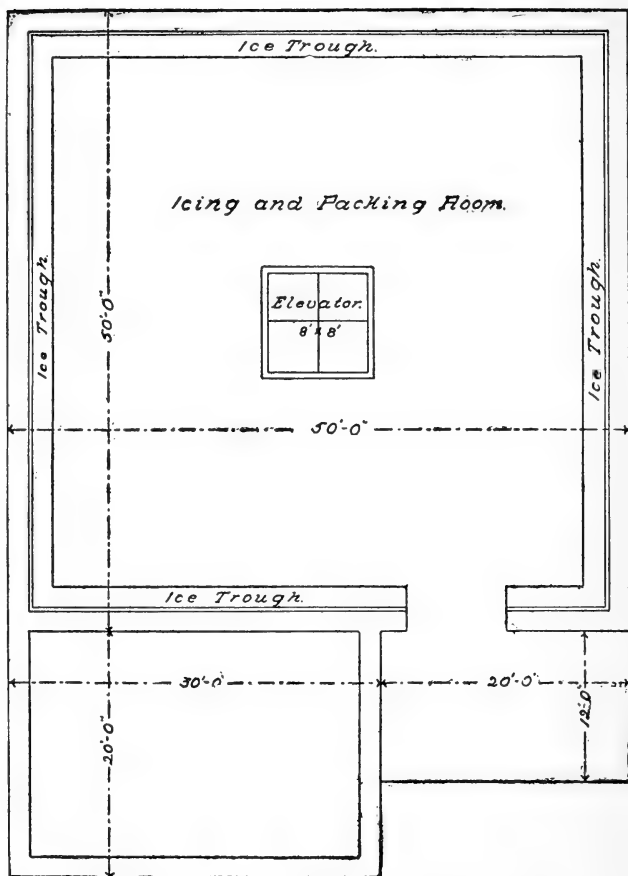 Ice Trough.
Icing and Packing Room.
Ice Trough.
50'-0"
Elevator.
8' x 8'
Ice Trough.
50'-0"
Ice Trough.
30'-0"
20'-0"
12'-0"
20'-0"